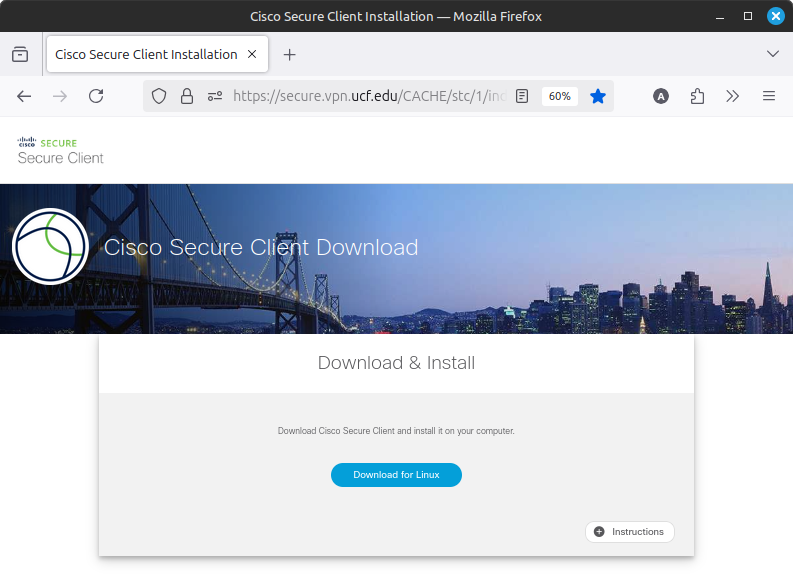 Cisco Secure Client Installation — Mozilla Firefox
Cisco Secure Client Installation
https://secure.vpn.ucf.edu/CACHE/stc/1/ind
60%
A
cisco SECURE
Secure Client
Cisco Secure Client Download
Download & Install
Download Cisco Secure Client and install it on your computer.
Download for Linux
Instructions